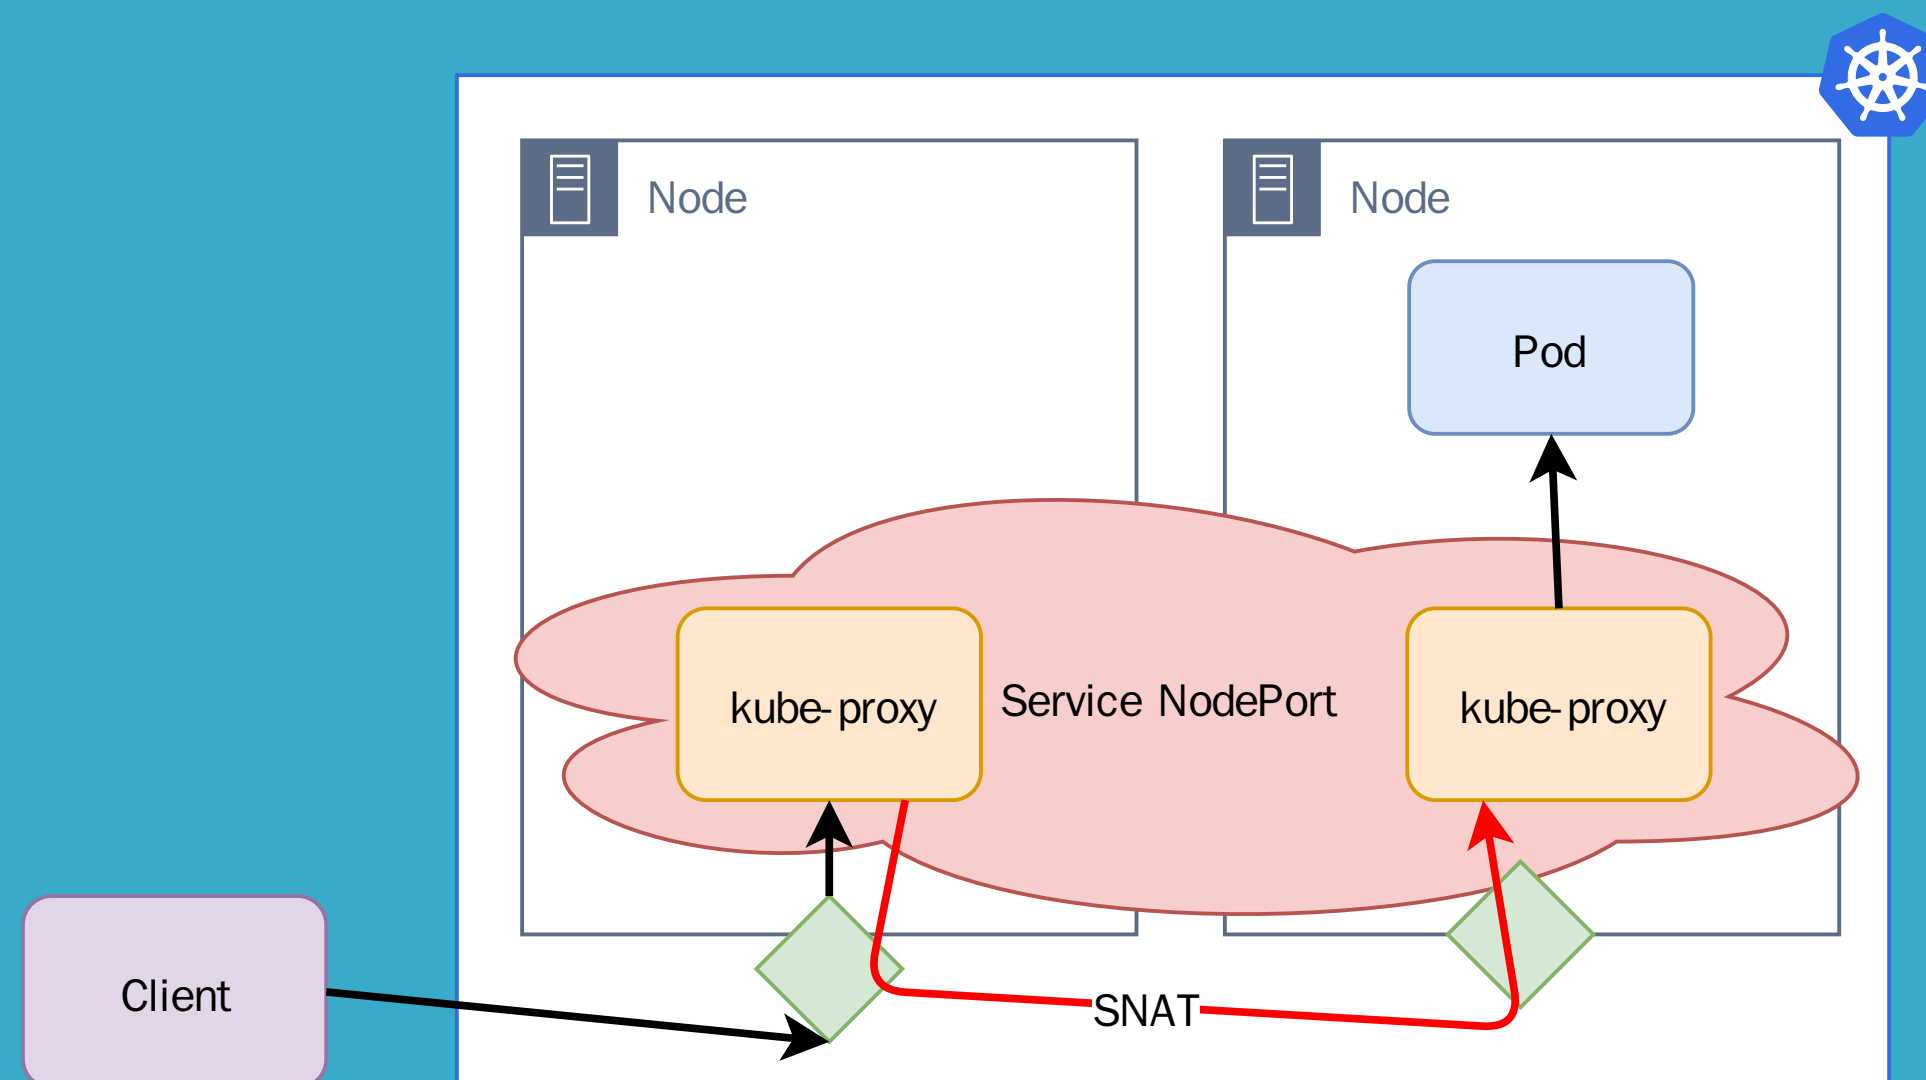 Node
Node
Pod
kube-proxy
Service NodePort
kube-proxy
Client
SNAT